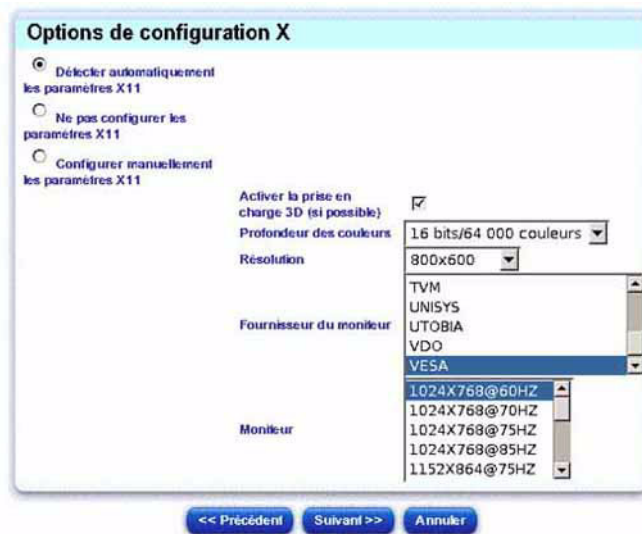 Options de configuration X
Détecter automatiquement
les paramètres X11
Ne pas configurer les
paramètres X11
Configurer manuellement
les paramètres X11
Activer la prise en
charge 3D (si possible)
Profondeur des couleurs
16 bits/64 000 couleurs
Résolution
800x600
Fournisseur du moniteur
TVM
UNISYS
UTOBIA
VDO
VESA
Moniteur
1024X768@60HZ
1024X768@70HZ
1024X768@75HZ
1024X768@85HZ
1152X864@75HZ
<< Précédent
Suivant >>
Annuler